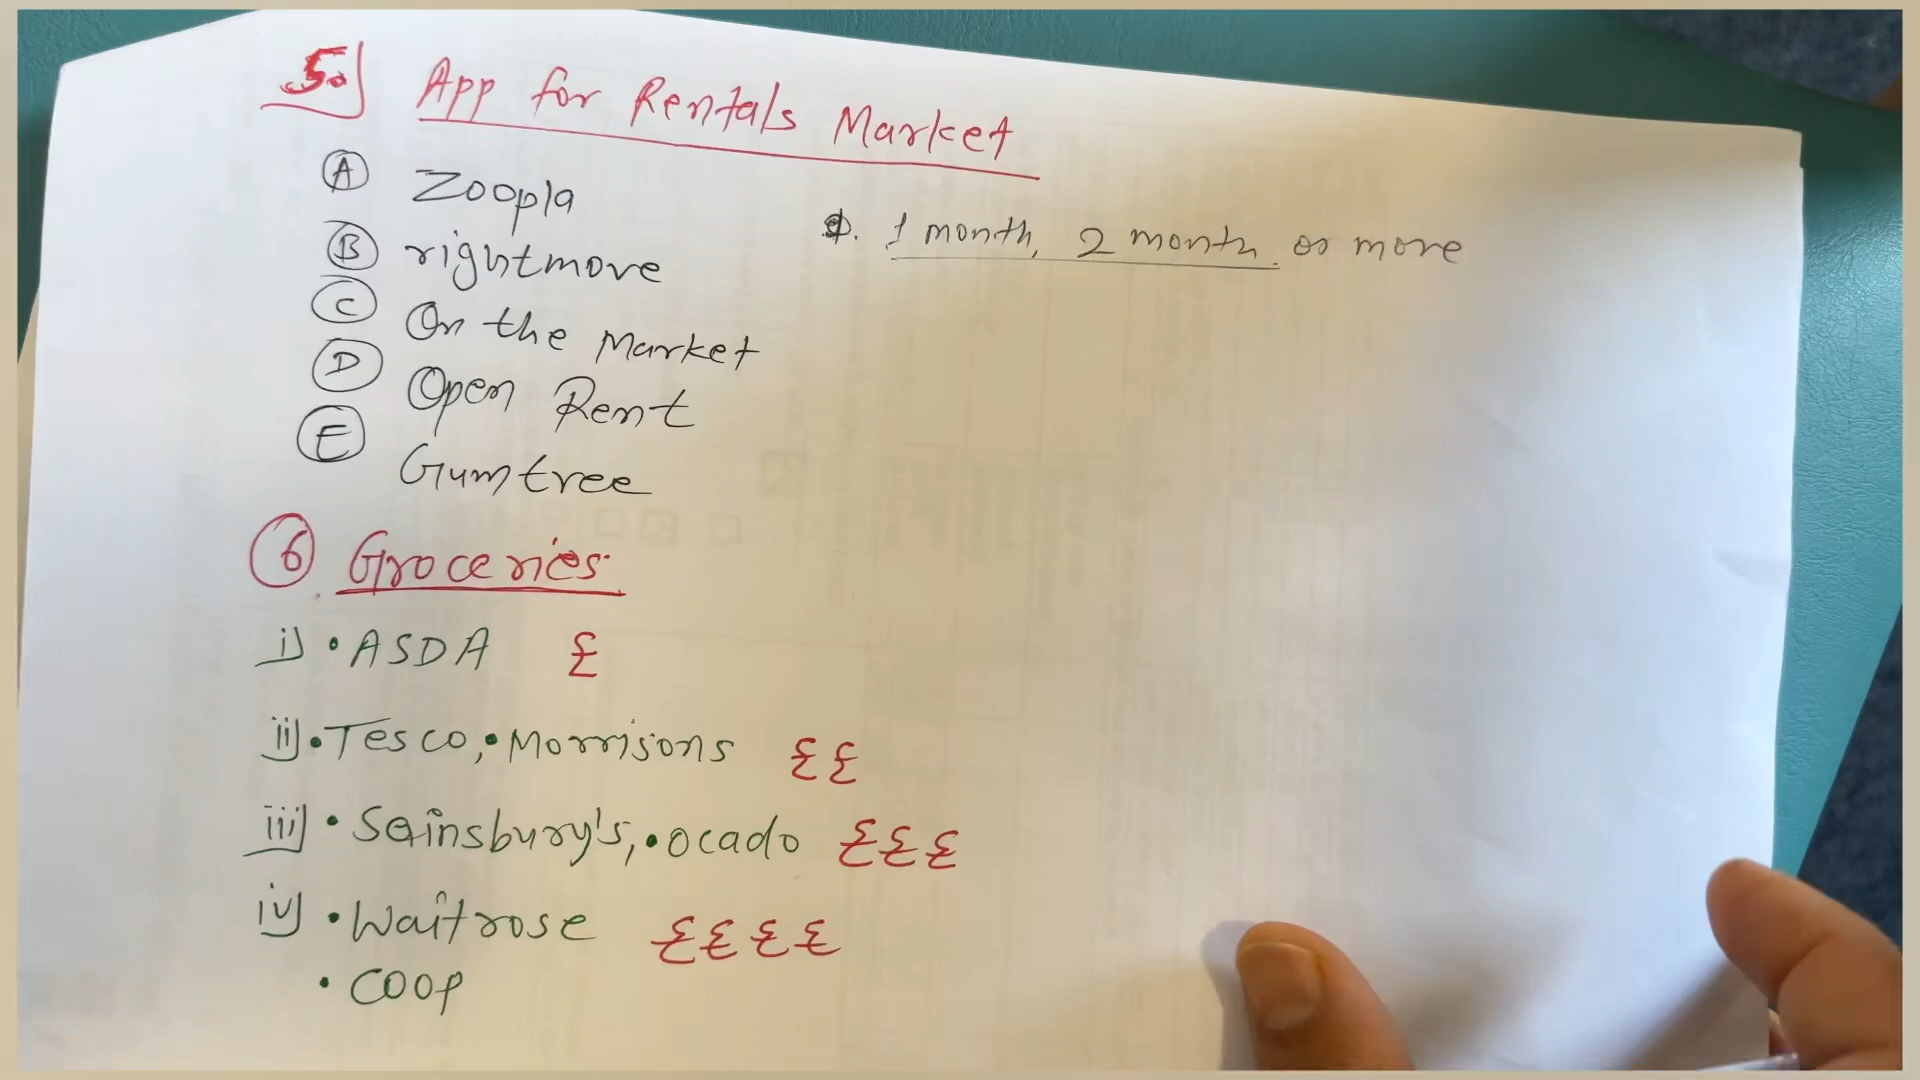 5. App for Rentals Market
A Zoopla
1 month, 2 month or more
B rightmove
C On the Market
D Open Rent
E Gumtree
6 Groceries
i) • ASDA £
ii) • Tesco, • Morrisons ££
iii) • Sainsbury's, • ocado £££
iv) • Waitrose ££££
• COOP